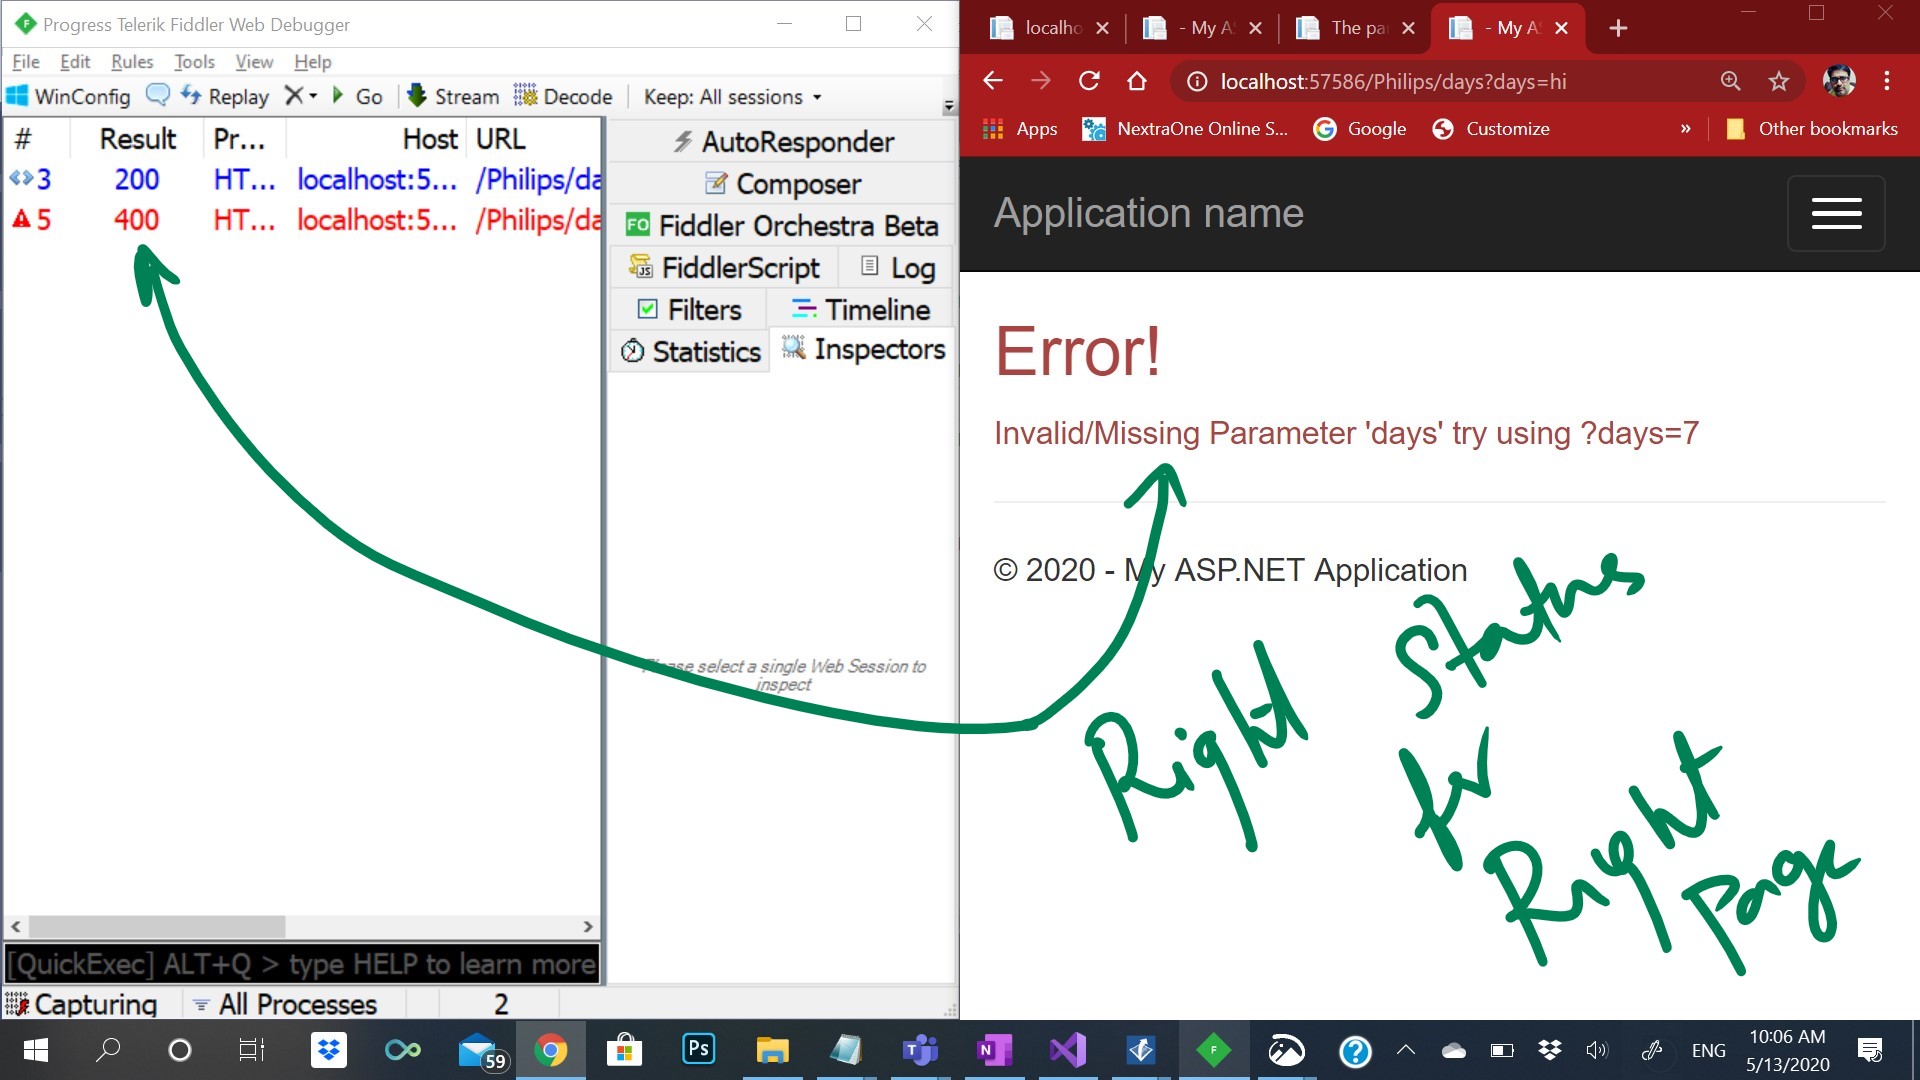 Progress Telerik Fiddler Web Debugger
File Edit Rules Tools View Help
WinConfig Replay Go Stream Decode Keep: All sessions
# Result Pr... Host URL
3 200 HT... localhost:5... /Philips/da
5 400 HT... localhost:5... /Philips/da
AutoResponder
Composer
FO Fiddler Orchestra Beta
FiddlerScript Log
Filters Timeline
Statistics Inspectors
Please select a single Web Session to
inspect
[QuickExec] ALT+Q > type HELP to learn more
Capturing All Processes 2
localho - My A The pa - My A
localhost:57586/Philips/days?days=hi
Apps NextraOne Online S... Google Customize » Other bookmarks
Application name
Error!
Invalid/Missing Parameter 'days' try using ?days=7
© 2020 - My ASP.NET Application
Right Status
for
Right
Page
59 Ps ENG 10:06 AM
5/13/2020